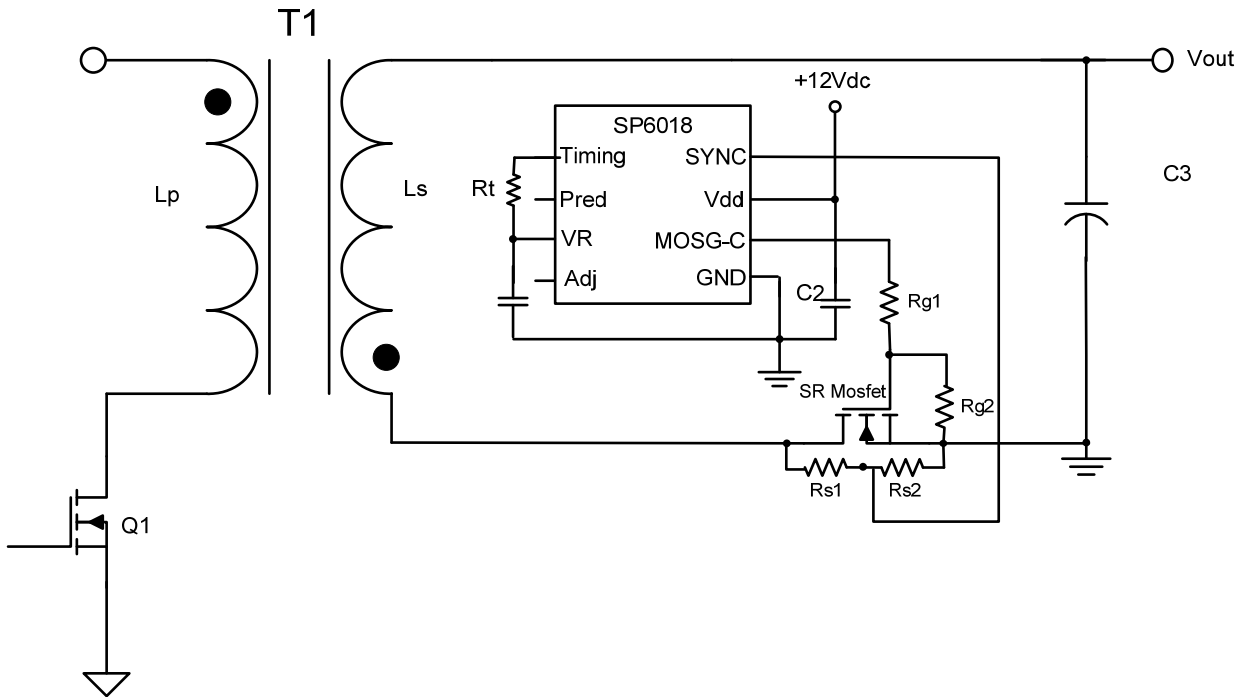 T1
Vout
+12Vdc
SP6018
Timing
SYNC
Lp
Ls
Rt
Pred
Vdd
C3
VR
MOSG-C
Adj
GND
C2
Rg1
SR Mosfet
Rg2
Rs1
Rs2
Q1